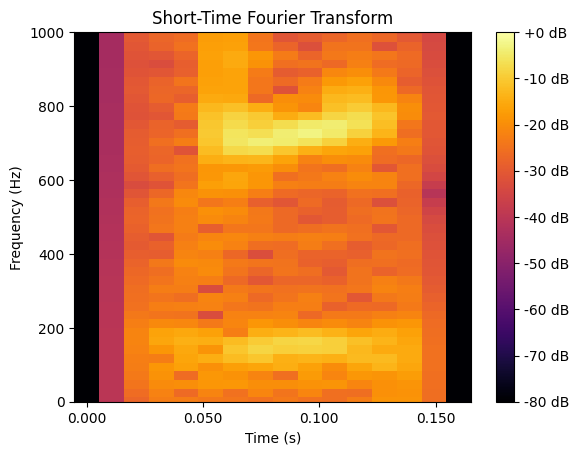 Short-Time Fourier Transform
1000
800
600
400
200
0
Frequency (Hz)
0.000
0.050
0.100
0.150
Time (s)
+0 dB
-10 dB
-20 dB
-30 dB
-40 dB
-50 dB
-60 dB
-70 dB
-80 dB